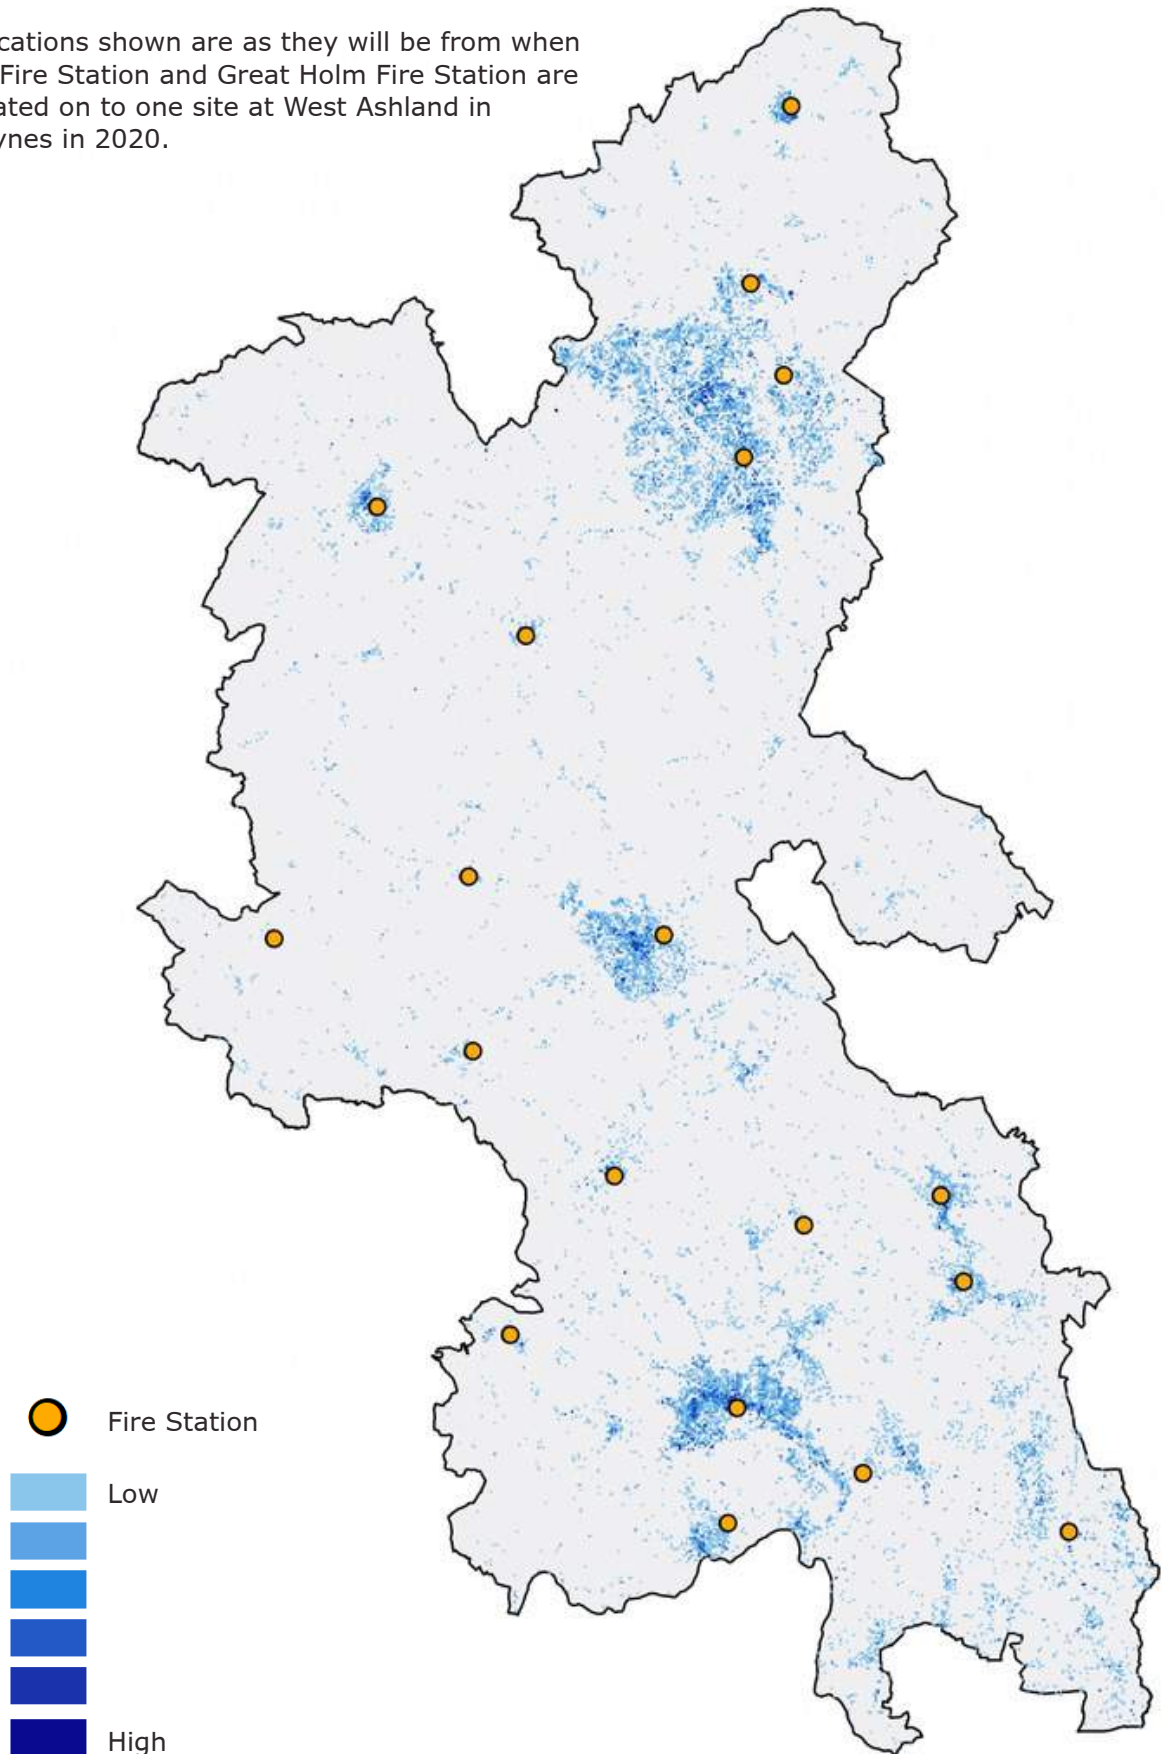 cations shown are as they will be from when
Fire Station and Great Holm Fire Station are
ated on to one site at West Ashland in
ynes in 2020.
Fire Station
Low
High